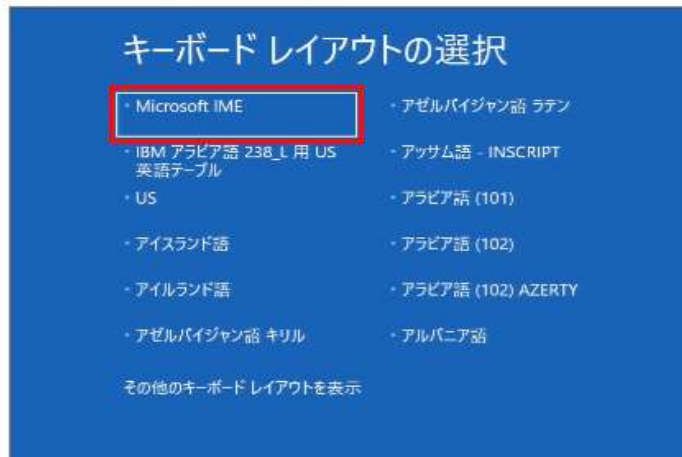 キーボード レイアウトの選択
Microsoft IME
IBM アラビア語 238_L 用 US
英語テーブル
US
アイスランド語
アイルランド語
アゼルバイジャン語 キリル
アゼルバイジャン語 ラテン
アッサム語 - INSCRIPT
アラビア語 (101)
アラビア語 (102)
アラビア語 (102) AZERTY
アルバニア語
その他のキーボード レイアウトを表示